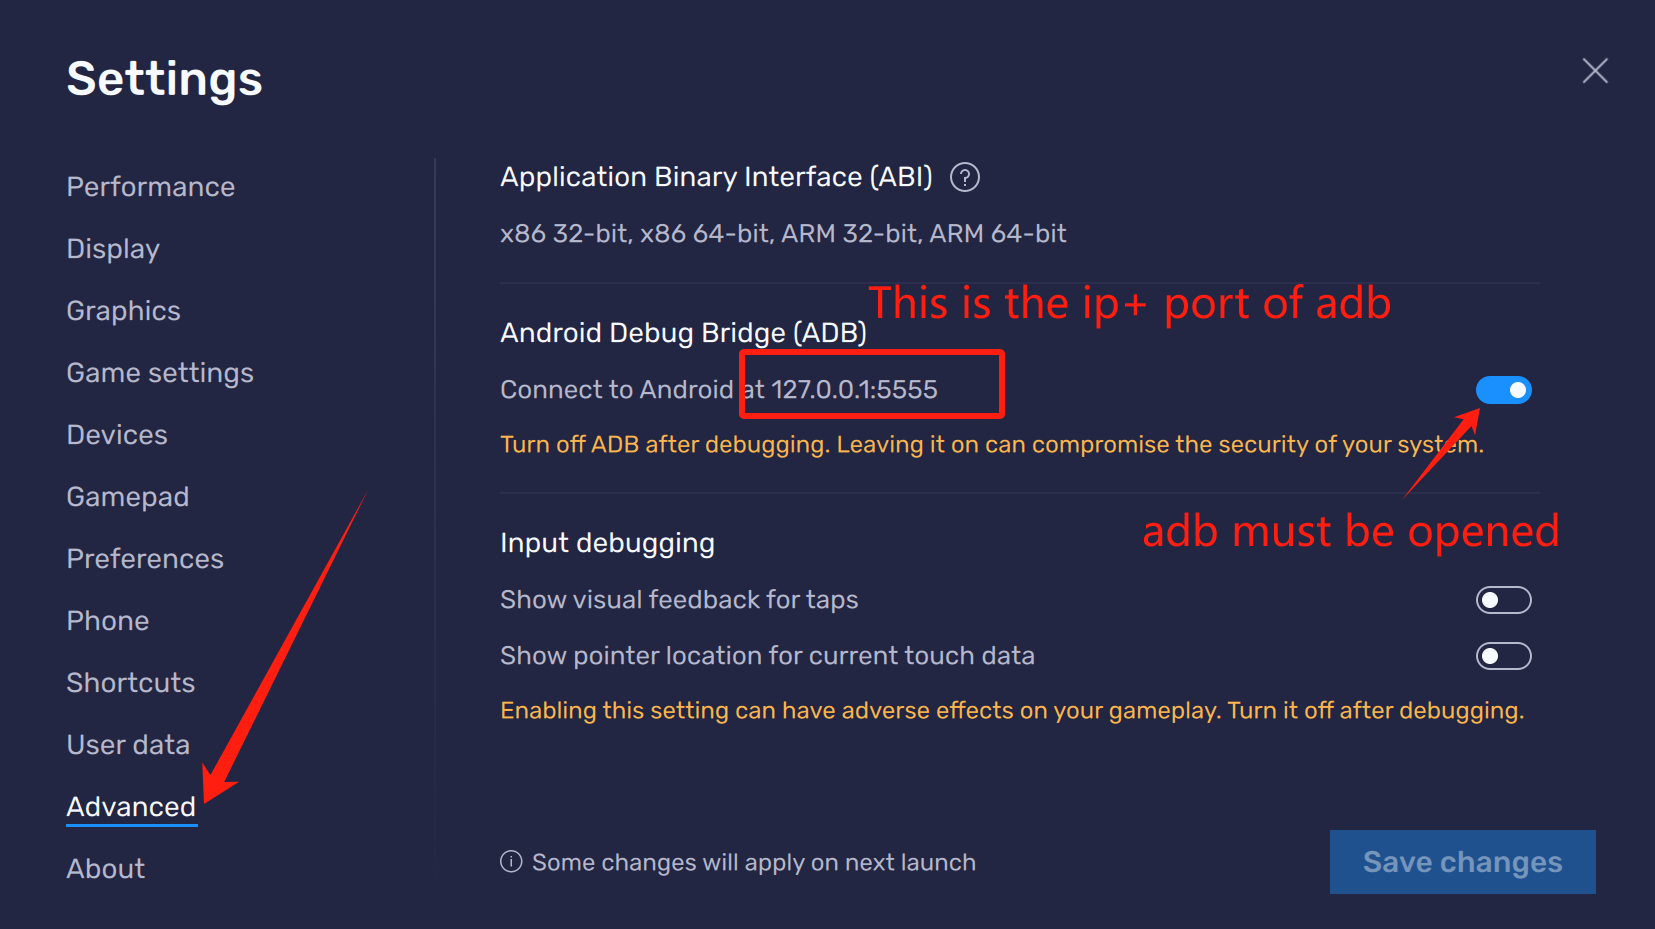 Settings
Performance
Display
Graphics
Game settings
Devices
Gamepad
Preferences
Phone
Shortcuts
User data
Advanced
About
Application Binary Interface (ABI) ?
x86 32-bit, x86 64-bit, ARM 32-bit, ARM 64-bit
This is the ip+ port of adb
Android Debug Bridge (ADB)
Connect to Android at 127.0.0.1:5555
Turn off ADB after debugging. Leaving it on can compromise the security of your system.
adb must be opened
Input debugging
Show visual feedback for taps
Show pointer location for current touch data
Enabling this setting can have adverse effects on your gameplay. Turn it off after debugging.
Some changes will apply on next launch
Save changes